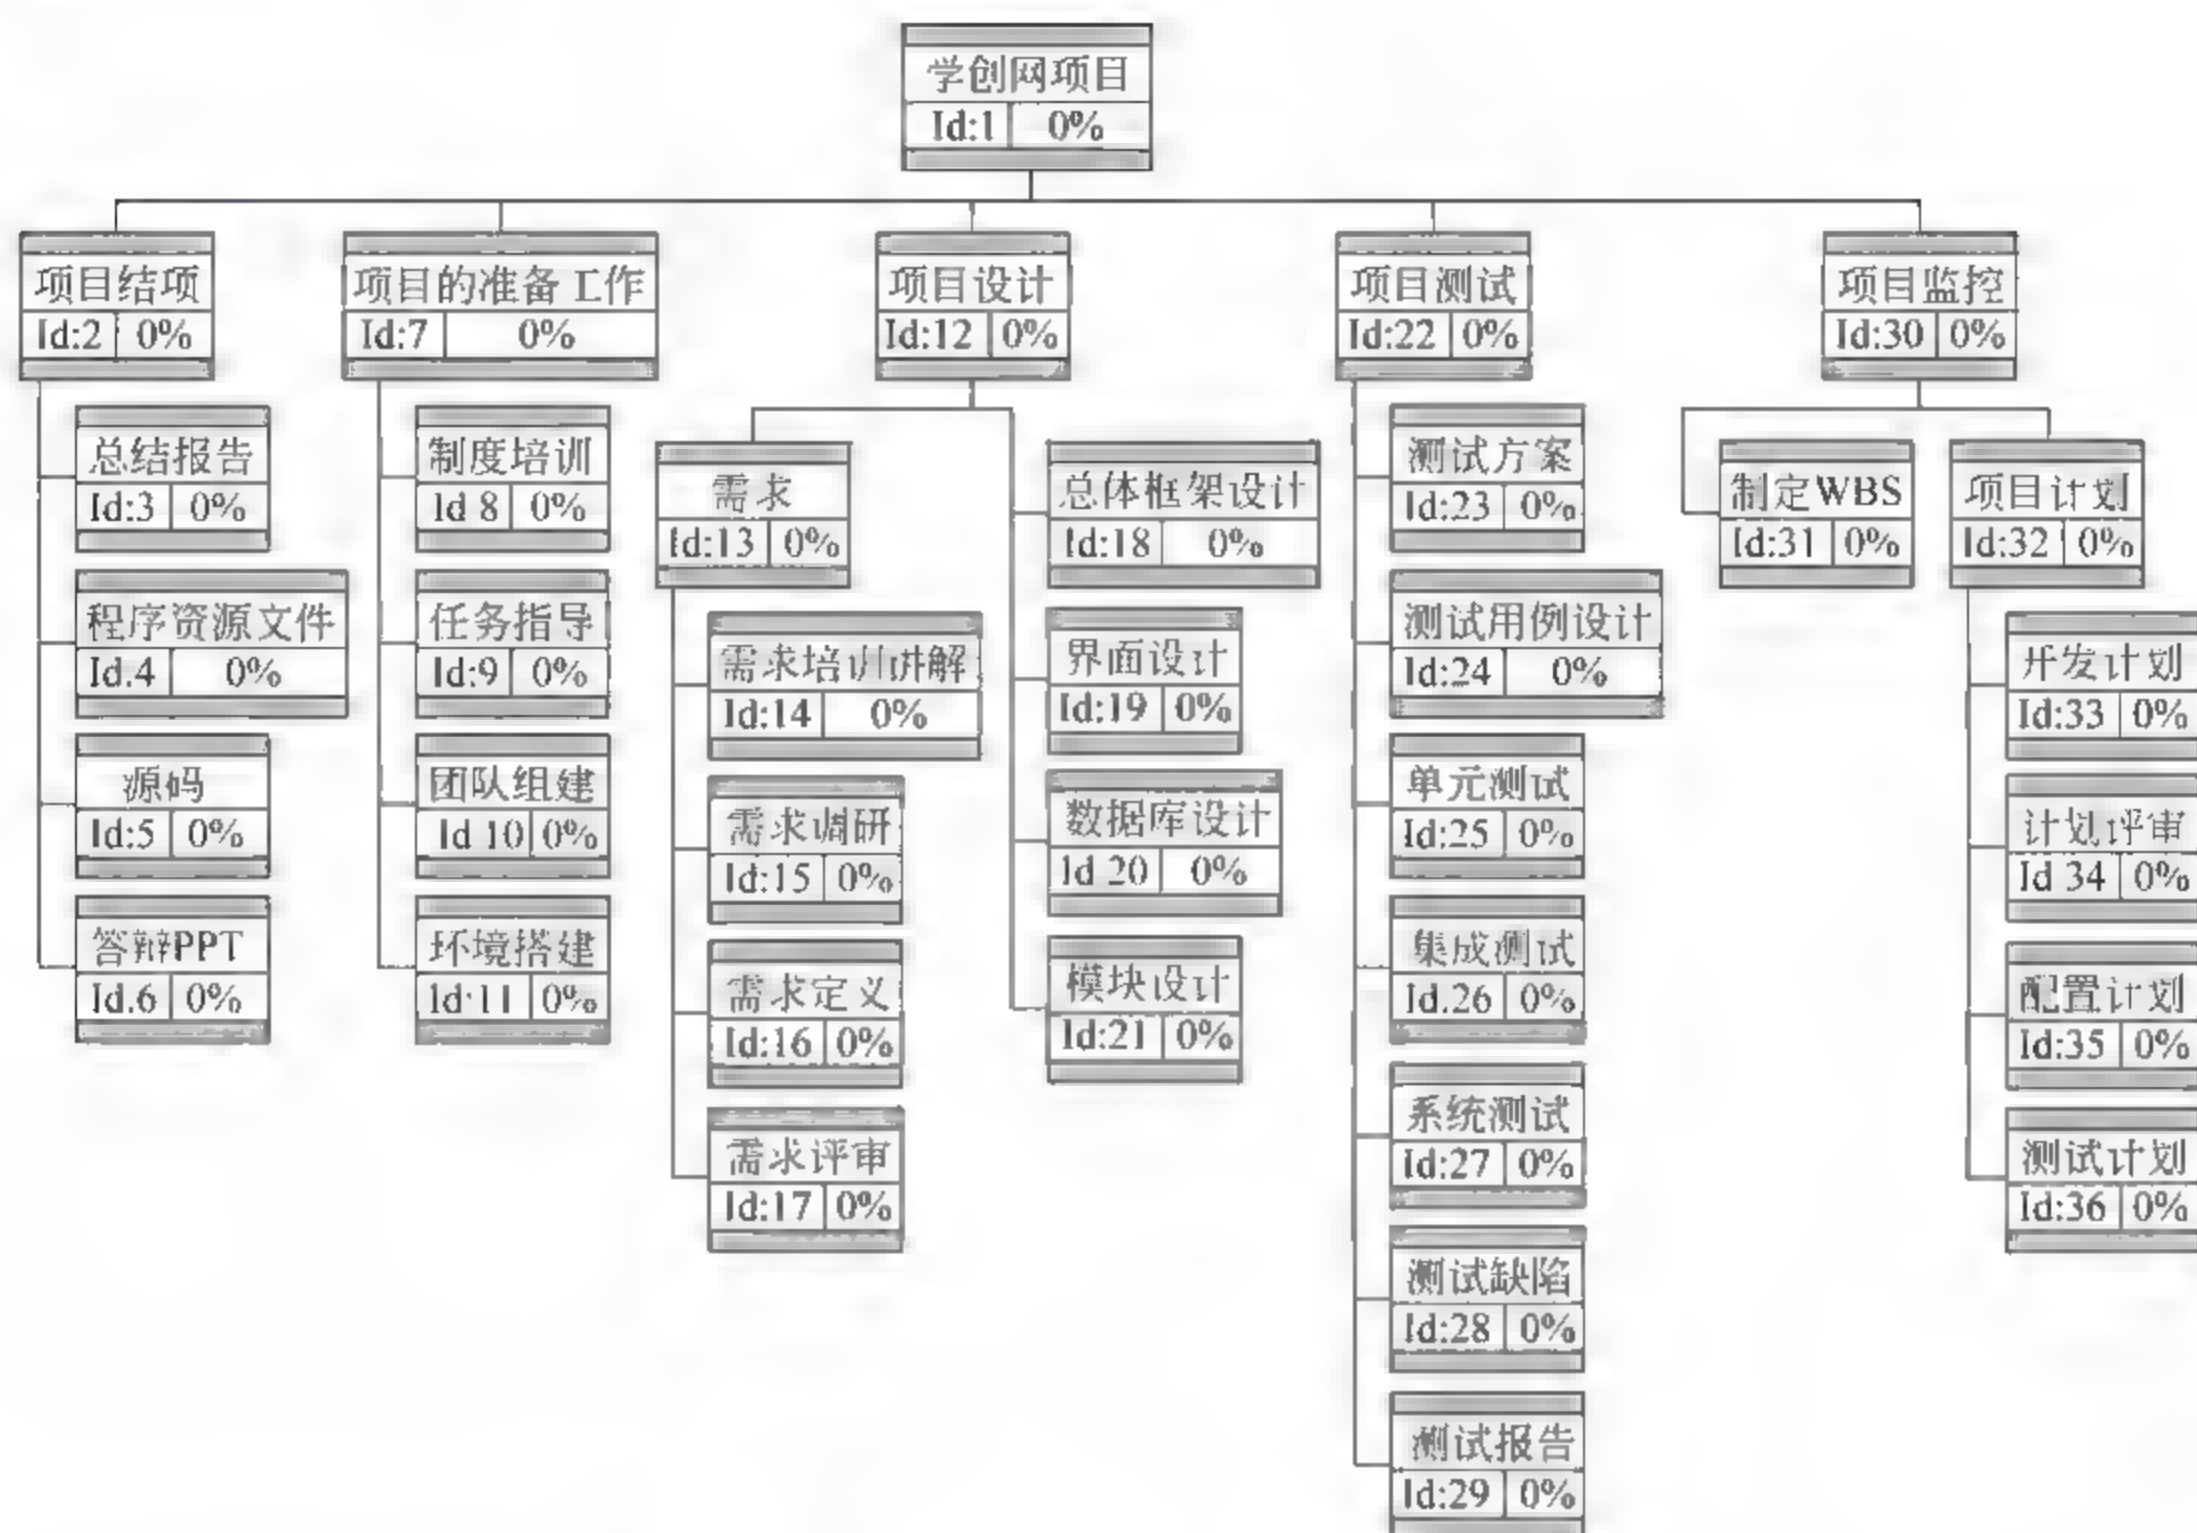 学创网项目
Id:1 0%
项目结项
Id:2 0%
总结报告
Id:3 0%
程序资源文件
Id.4 0%
源码
Id:5 0%
答辩PPT
Id.6 0%
项目的准备工作
Id:7 0%
制度培训
Id 8 0%
任务指导
Id:9 0%
团队组建
Id 10 0%
环境搭建
Id:11 0%
项目设计
Id:12 0%
需求
Id:13 0%
需求培训讲解
Id:14 0%
需求调研
Id:15 0%
需求定义
Id:16 0%
需求评审
Id:17 0%
总体框架设计
Id:18 0%
界面设计
Id:19 0%
数据库设计
Id 20 0%
模块设计
Id:21 0%
项目测试
Id:22 0%
测试方案
Id:23 0%
测试用例设计
Id:24 0%
单元测试
Id:25 0%
集成测试
Id.26 0%
系统测试
Id:27 0%
测试缺陷
Id:28 0%
测试报告
Id:29 0%
项目监控
Id:30 0%
制定WBS
Id:31 0%
项目计划
Id:32 0%
开发计划
Id:33 0%
计划评审
Id 34 0%
配置计划
Id:35 0%
测试计划
Id:36 0%